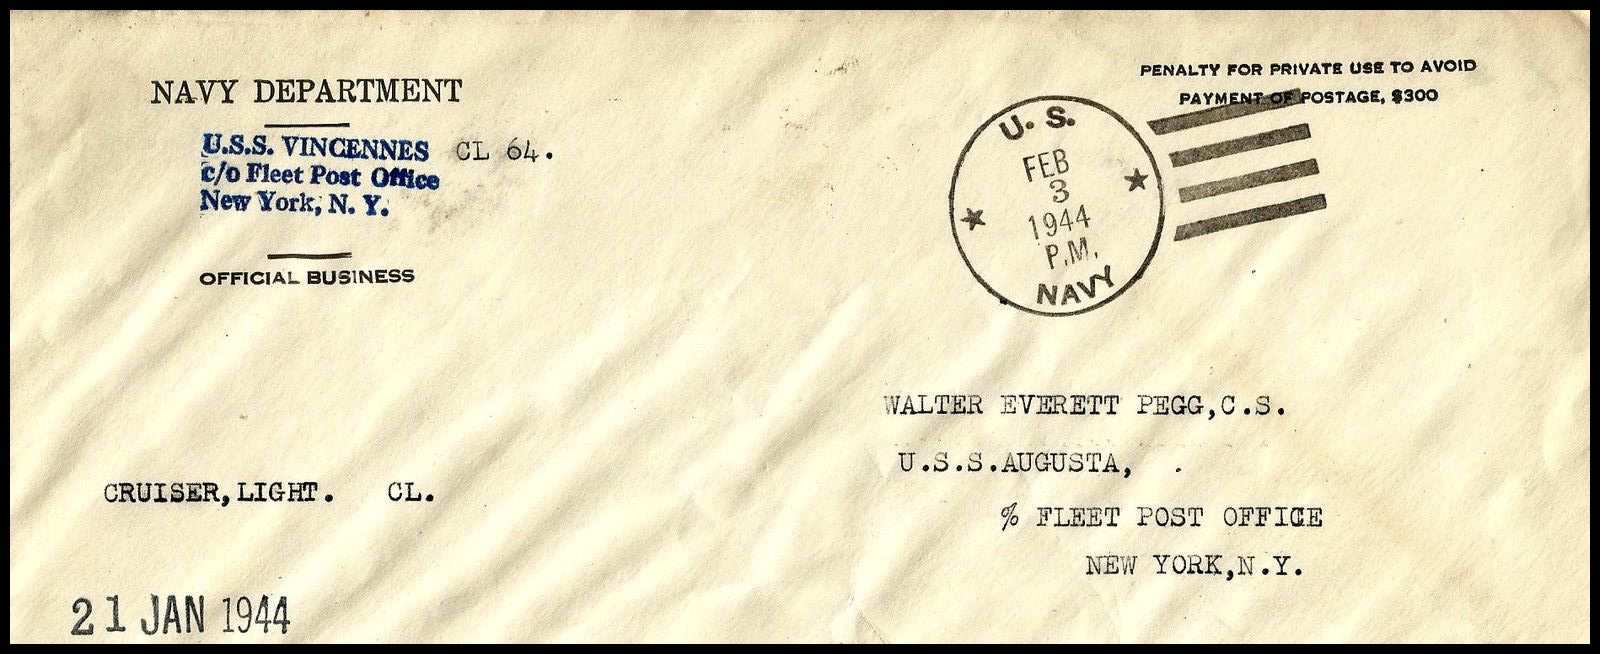 NAVY DEPARTMENT
U.S.S. VINCENNES CL 64.
c/o Fleet Post Office
New York, N. Y.
OFFICIAL BUSINESS
PENALTY FOR PRIVATE USE TO AVOID
PAYMENT OF POSTAGE, $300
U. S.
FEB
3
1944
P.M.
NAVY
WALTER EVERETT PEGG,C.S.
U.S.S.AUGUSTA, .
% FLEET POST OFFICE
NEW YORK,N.Y.
CRUISER,LIGHT. CL.
21 JAN 1944